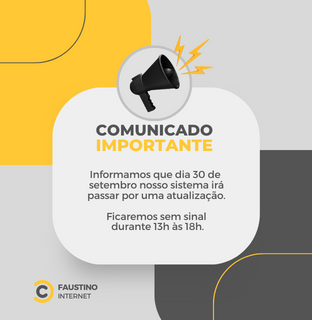 COMUNICADO
IMPORTANTE
Informamos que dia 30 de
setembro nosso sistema irá
passar por uma atualização.
Ficaremos sem sinal
durante 13h às 18h.
FAUSTINO
INTERNET